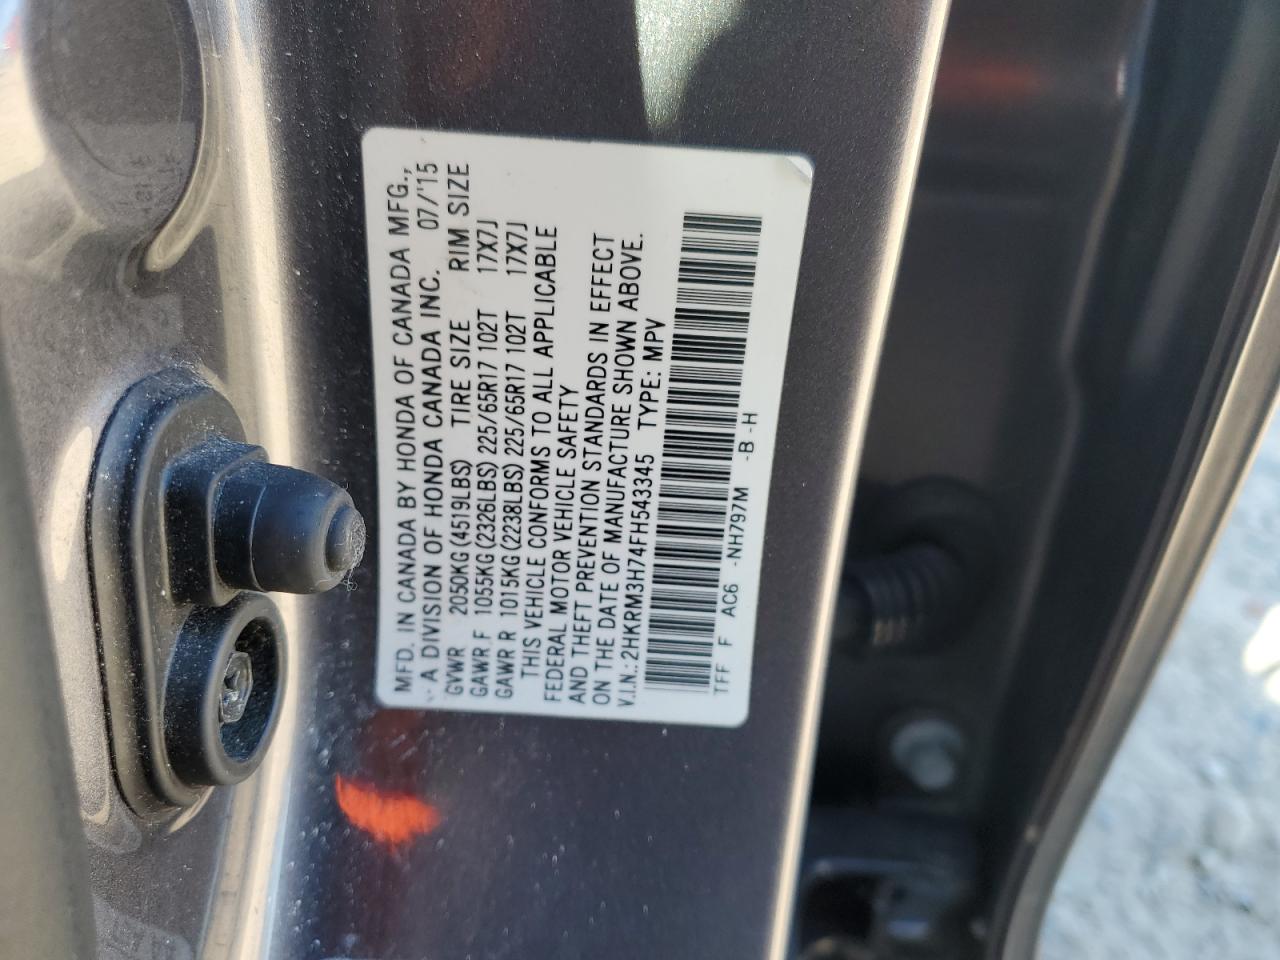 MFD. IN CANADA BY HONDA OF CANADA MFG.,
A DIVISION OF HONDA CANADA INC. 07/'15
GVWR 2050KG(4519LBS) TIRE SIZE RIM SIZE
GAWR F 1055KG(2326LBS) 225/65R17 102T 17X7J
GAWR R 1015KG(2238LBS) 225/65R17 102T 17X7J
THIS VEHICLE CONFORMS TO ALL APPLICABLE
FEDERAL MOTOR VEHICLE SAFETY
AND THEFT PREVENTION STANDARDS IN EFFECT
ON THE DATE OF MANUFACTURE SHOWN ABOVE.
V.I.N.: 2HKRM3H74FH543345 TYPE: MPV
TFF F AC6 -NH797M -B -H